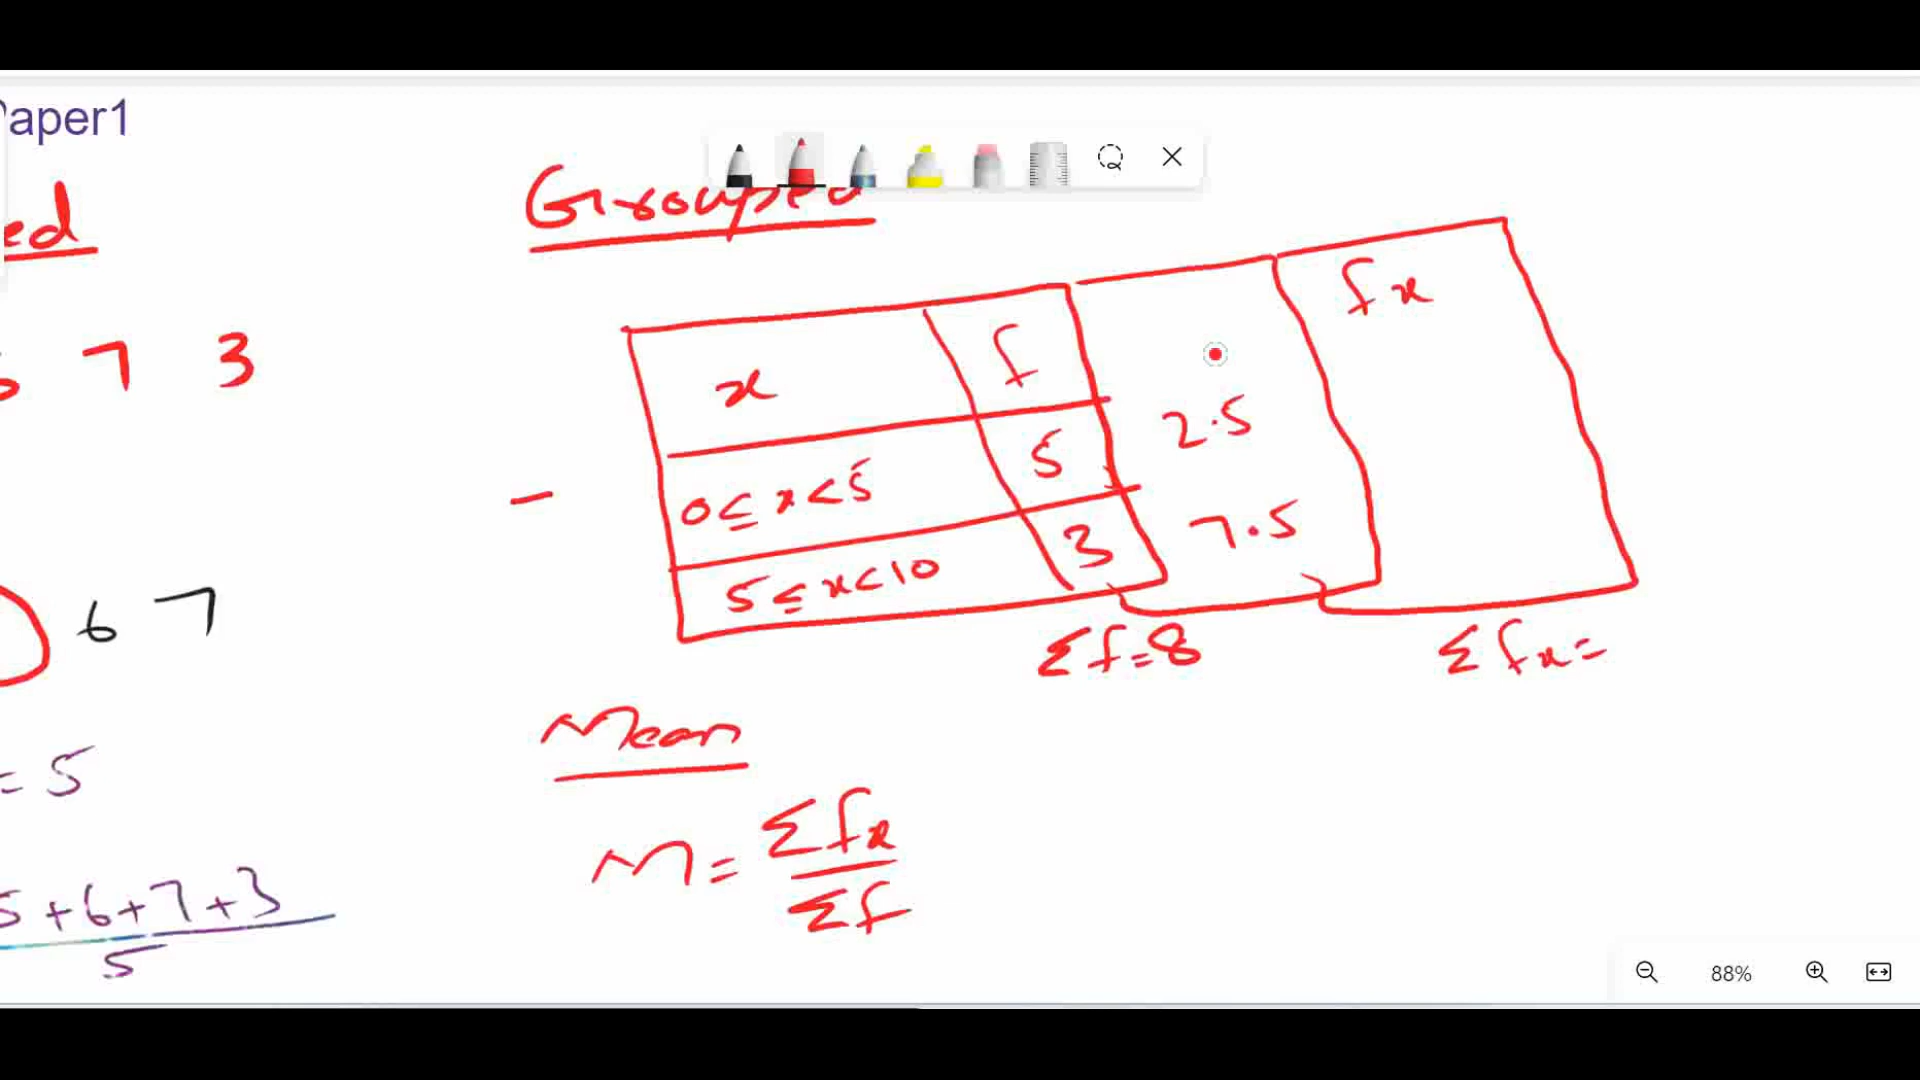 Paper1
ed
Grouped
7 3
x f fx
0≤x<5 5 2.5
5≤x<10 3 7.5
Σf=8 Σfx=
6 7
Mean
= 5
M= Σfx
Σf
5+6+7+3
5
88%